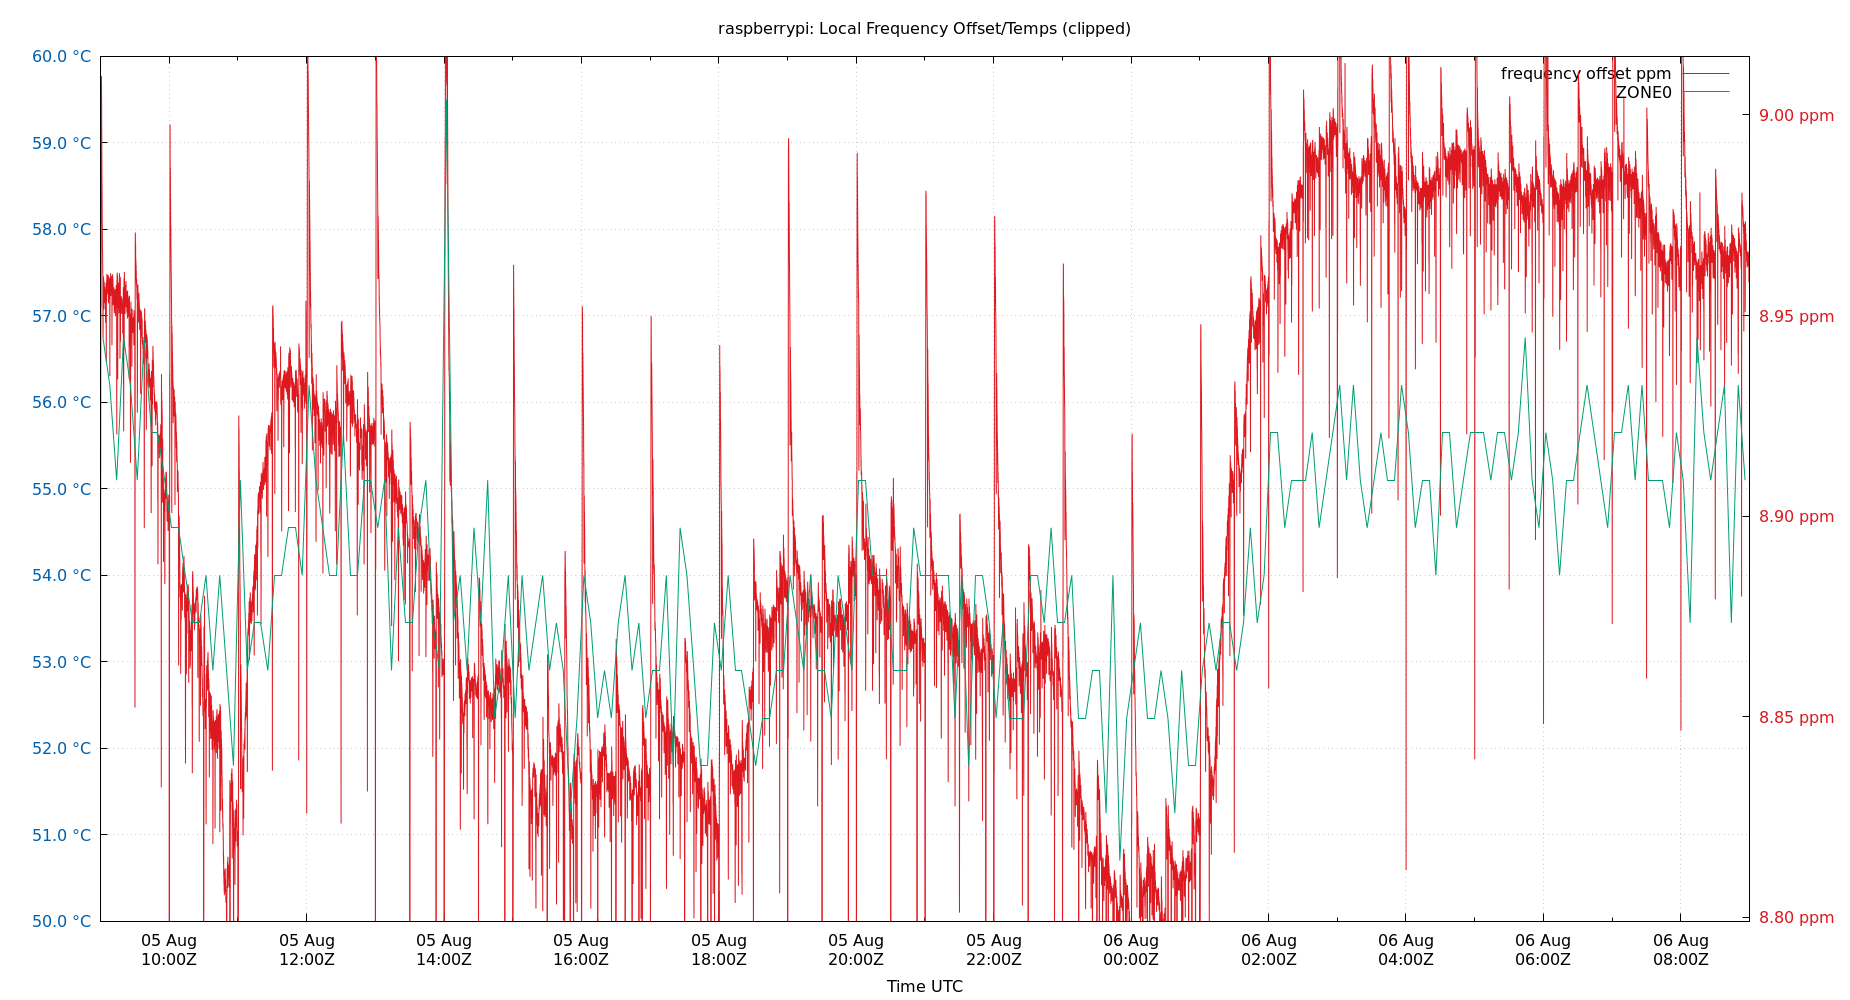 raspberrypi: Local Frequency Offset/Temps (clipped)
60.0 °C
59.0 °C
58.0 °C
57.0 °C
56.0 °C
55.0 °C
54.0 °C
53.0 °C
52.0 °C
51.0 °C
50.0 °C
frequency offset ppm
ZONE0
9.00 ppm
8.95 ppm
8.90 ppm
8.85 ppm
8.80 ppm
05 Aug 05 Aug 05 Aug 05 Aug 05 Aug 05 Aug 05 Aug 06 Aug 06 Aug 06 Aug 06 Aug 06 Aug
10:00Z 12:00Z 14:00Z 16:00Z 18:00Z 20:00Z 22:00Z 00:00Z 02:00Z 04:00Z 06:00Z 08:00Z
Time UTC